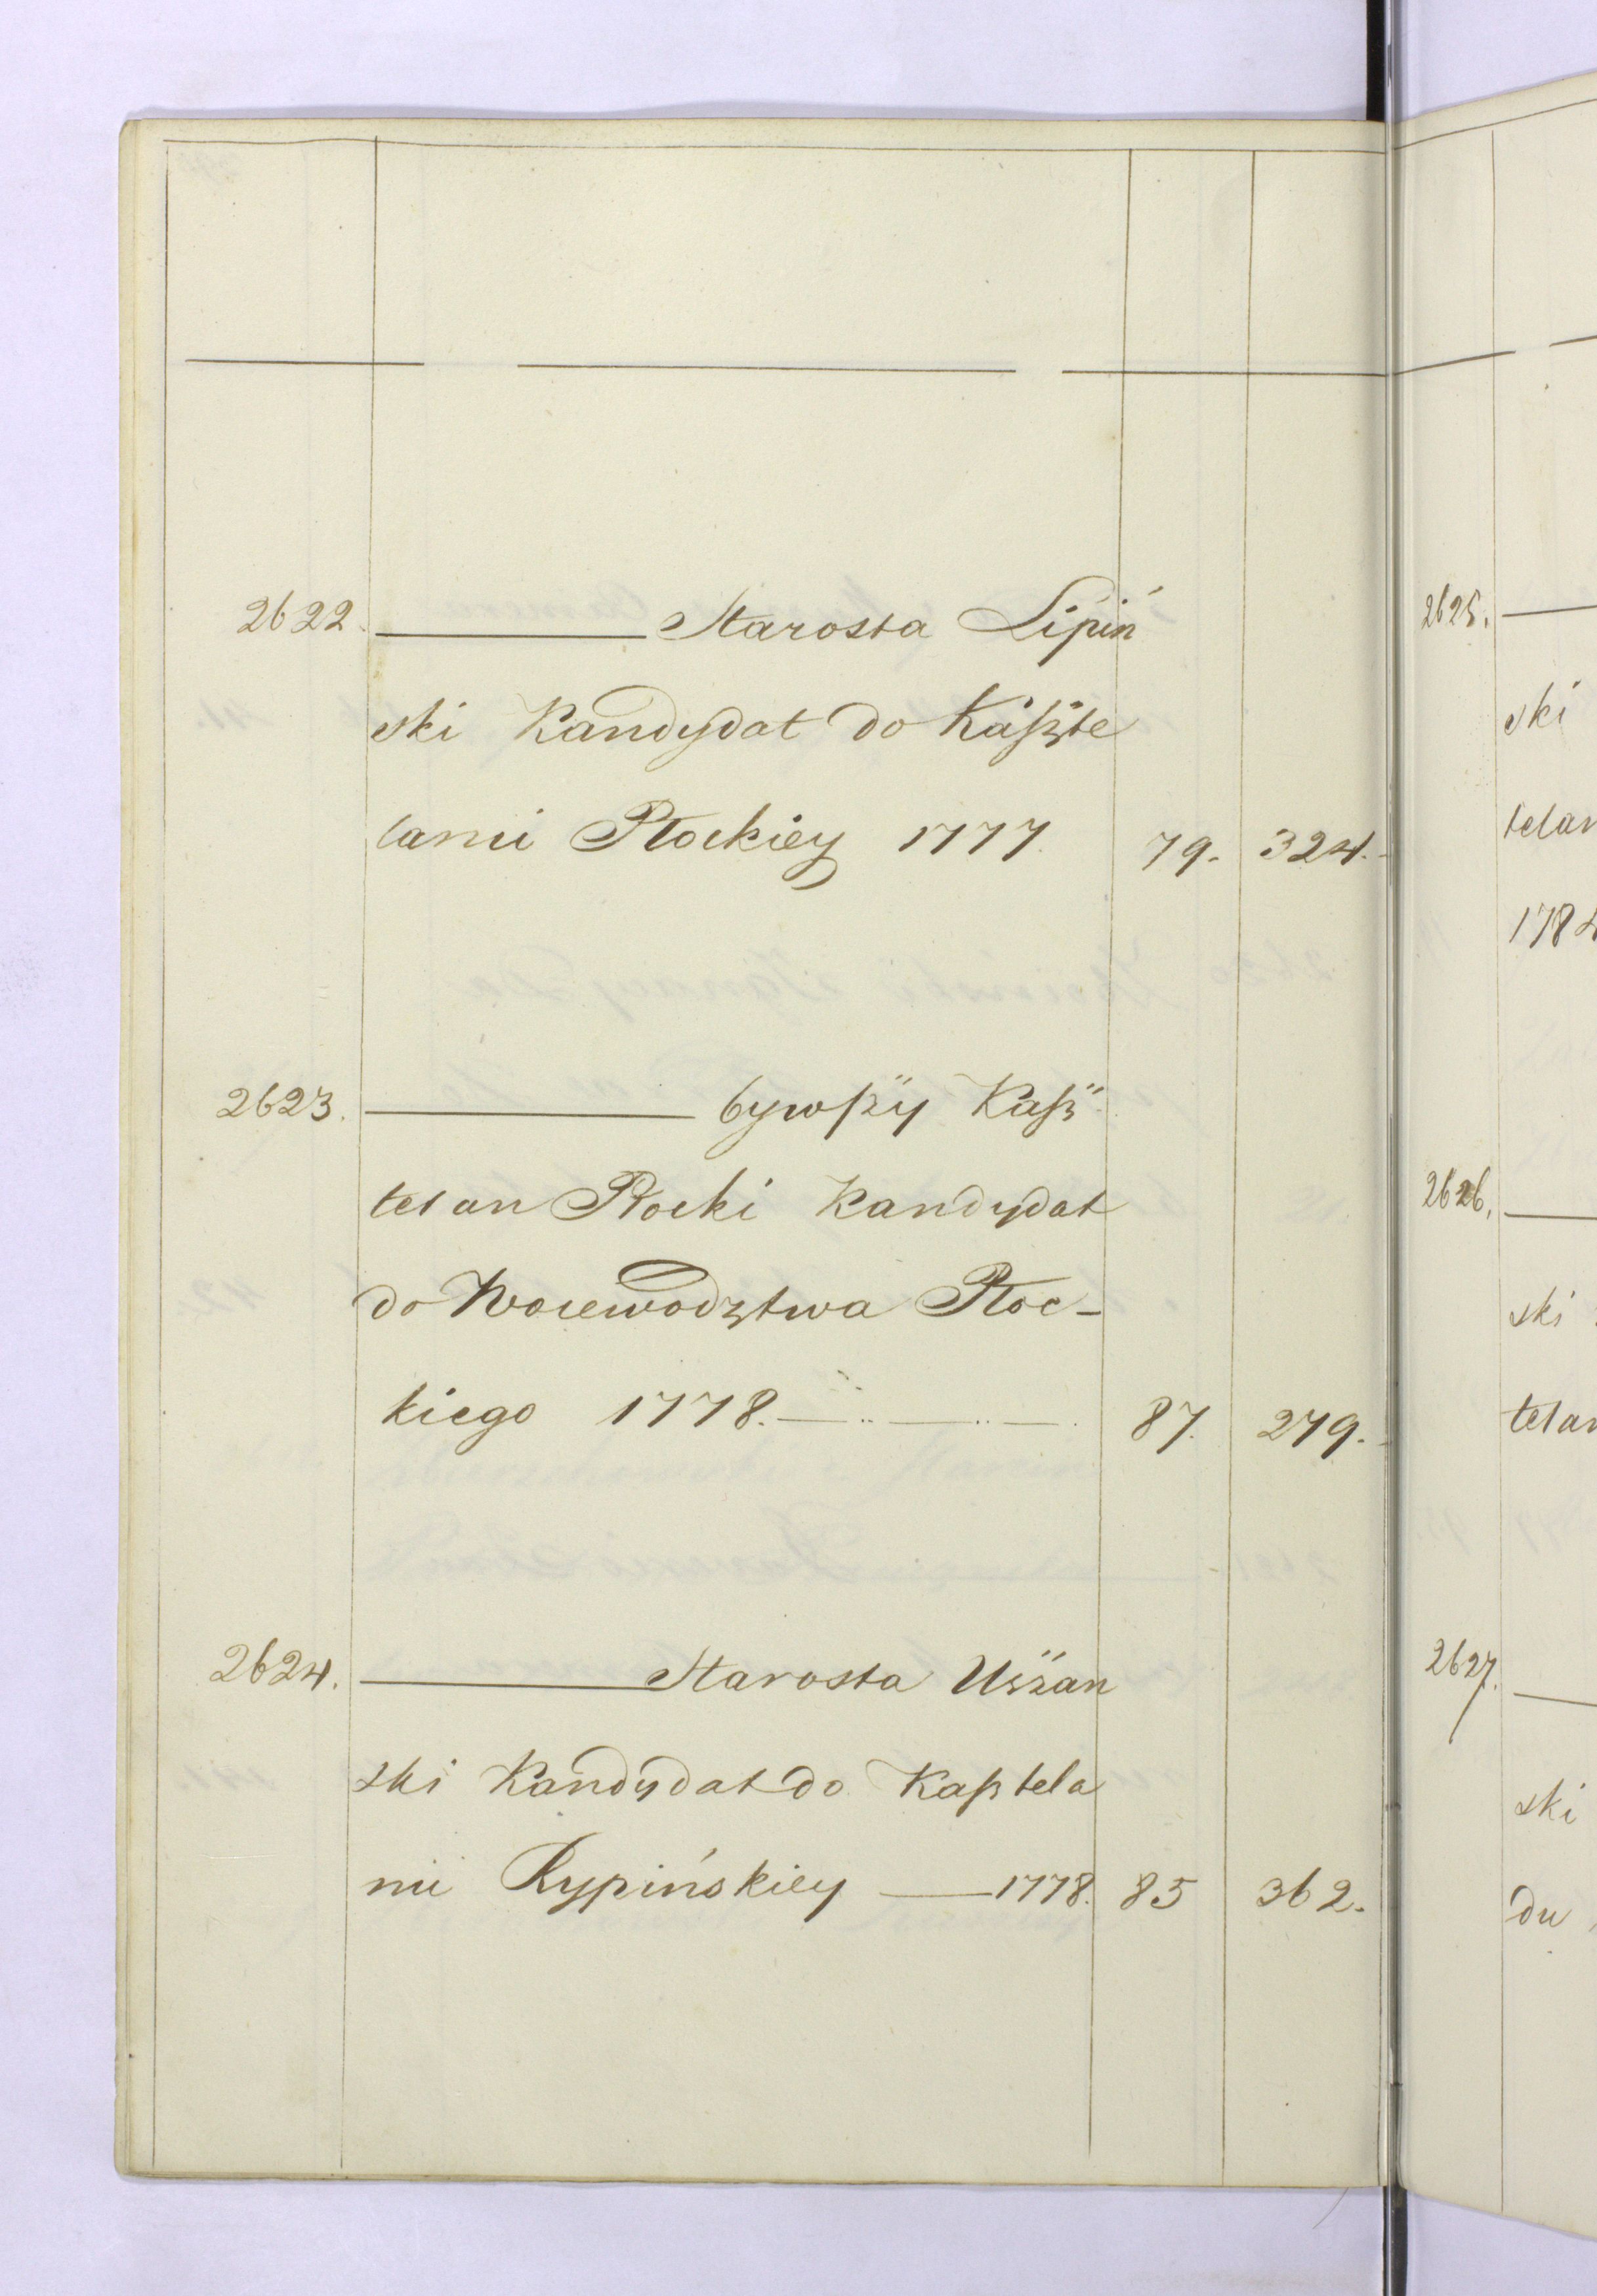 2622. ——— Starosta Lipiń
ski Kandydat do Kaszte
lanii Płockiey 1777. 79. 324.
2623. ——— bywszy Kasz
telan Płocki Kandydat
do Woiewodztwa Płoc-
kiego 1778. — .. — .. — . 87. 279.
2624. ——— Starosta Uszań
ski Kandydat do Kasztela
nii Rypińskiey — 1778. 85 362.
2625. —
ski
telan
178
2626. —
ski
telan
2627. —
ski
du